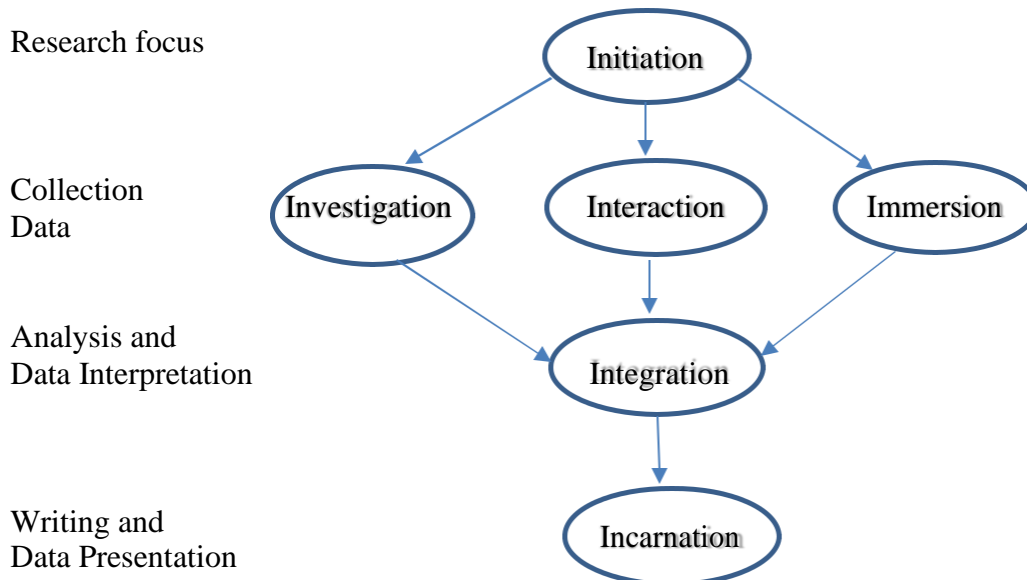 Research focus
Initiation
Collection
Data
Investigation
Interaction
Immersion
Analysis and
Data Interpretation
Integration
Writing and
Data Presentation
Incarnation